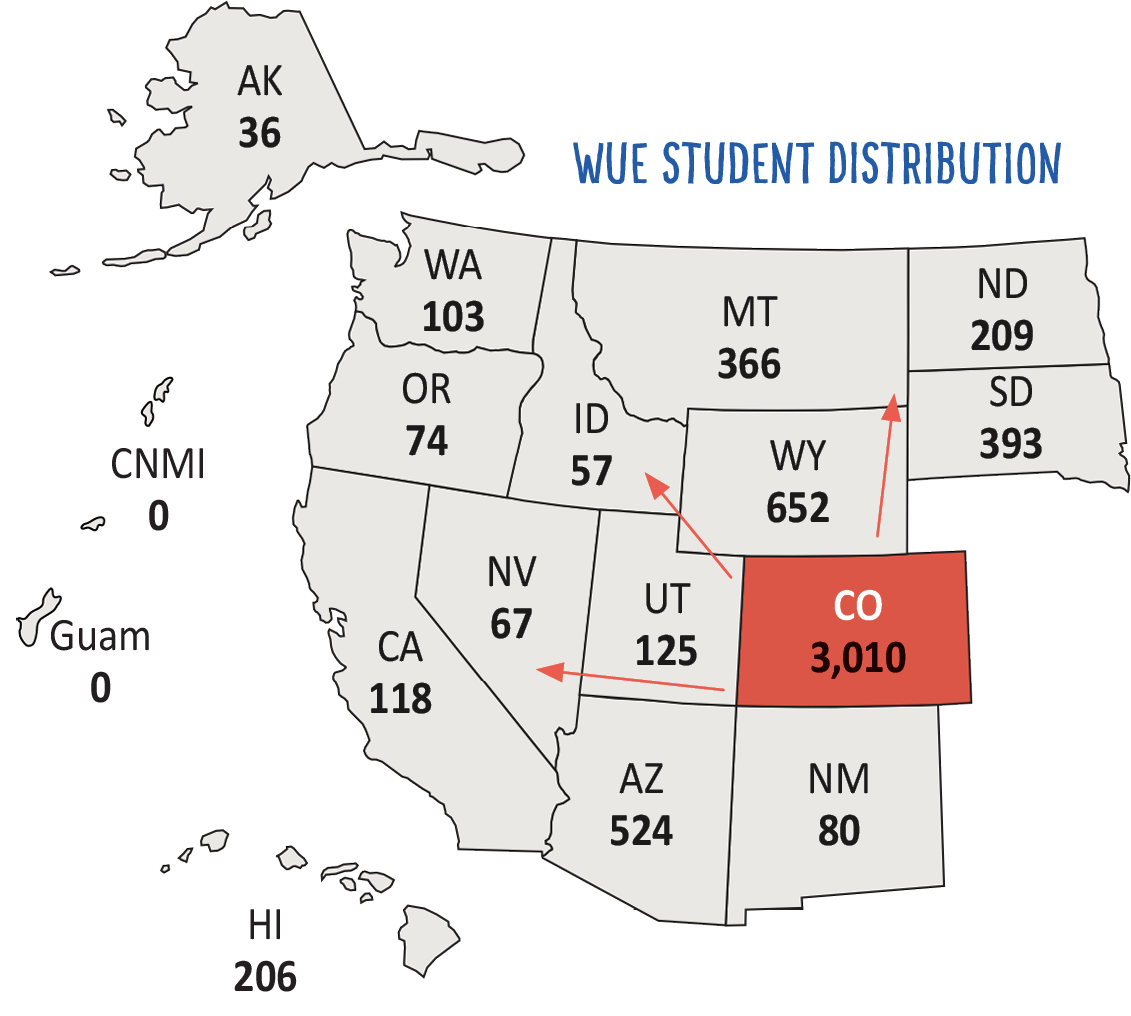 AK
36
WUE STUDENT DISTRIBUTION
WA
103
MT
366
ND
209
OR
74
ID
57
SD
393
WY
652
CNMI
0
NV
67
UT
125
CO
3,010
Guam
0
CA
118
AZ
524
NM
80
HI
206